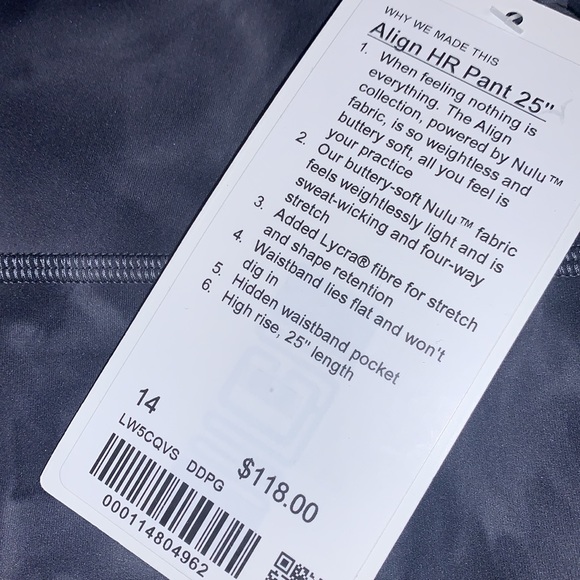 WHY WE MADE THIS
Align HR Pant 25"
1. When feeling nothing is
everything. The Align
collection, powered by Nulu™
fabric, is so weightless and
buttery soft, all you feel is
your practice
2. Our buttery-soft Nulu™ fabric
feels weightlessly light and is
sweat-wicking and four-way
stretch
3. Added Lycra® fibre for stretch
and shape retention
4. Waistband lies flat and won't
dig in
5. Hidden waistband pocket
6. High rise, 25" length
14
LW5CQVS DDPG
$118.00
000114804962